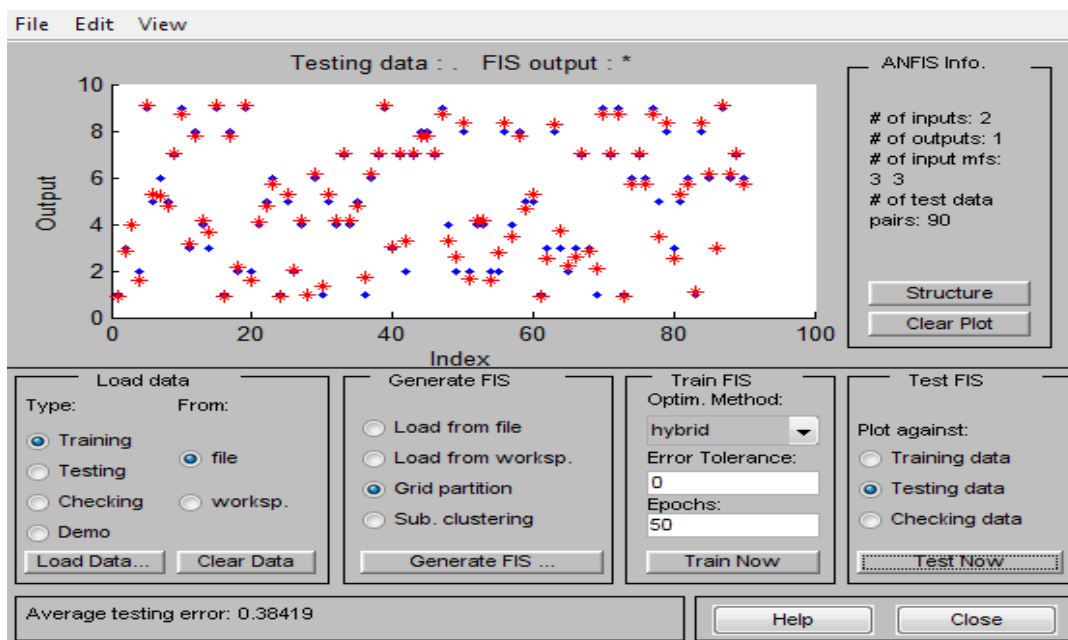 File Edit View
Testing data : . FIS output : *
10
8
6
4
2
0
Output
0 20 40 60 80 100
Index
ANFIS Info.
# of inputs: 2
# of outputs: 1
# of input mfs:
3 3
# of test data
pairs: 90
Structure
Clear Plot
Load data
Type: From:
Training
Testing
Checking
Demo
file
worksp.
Load Data... Clear Data
Generate FIS
Load from file
Load from worksp.
Grid partition
Sub. clustering
Generate FIS ...
Train FIS
Optim. Method:
hybrid
Error Tolerance:
0
Epochs:
50
Train Now
Test FIS
Plot against:
Training data
Testing data
Checking data
Test Now
Average testing error: 0.38419
Help Close